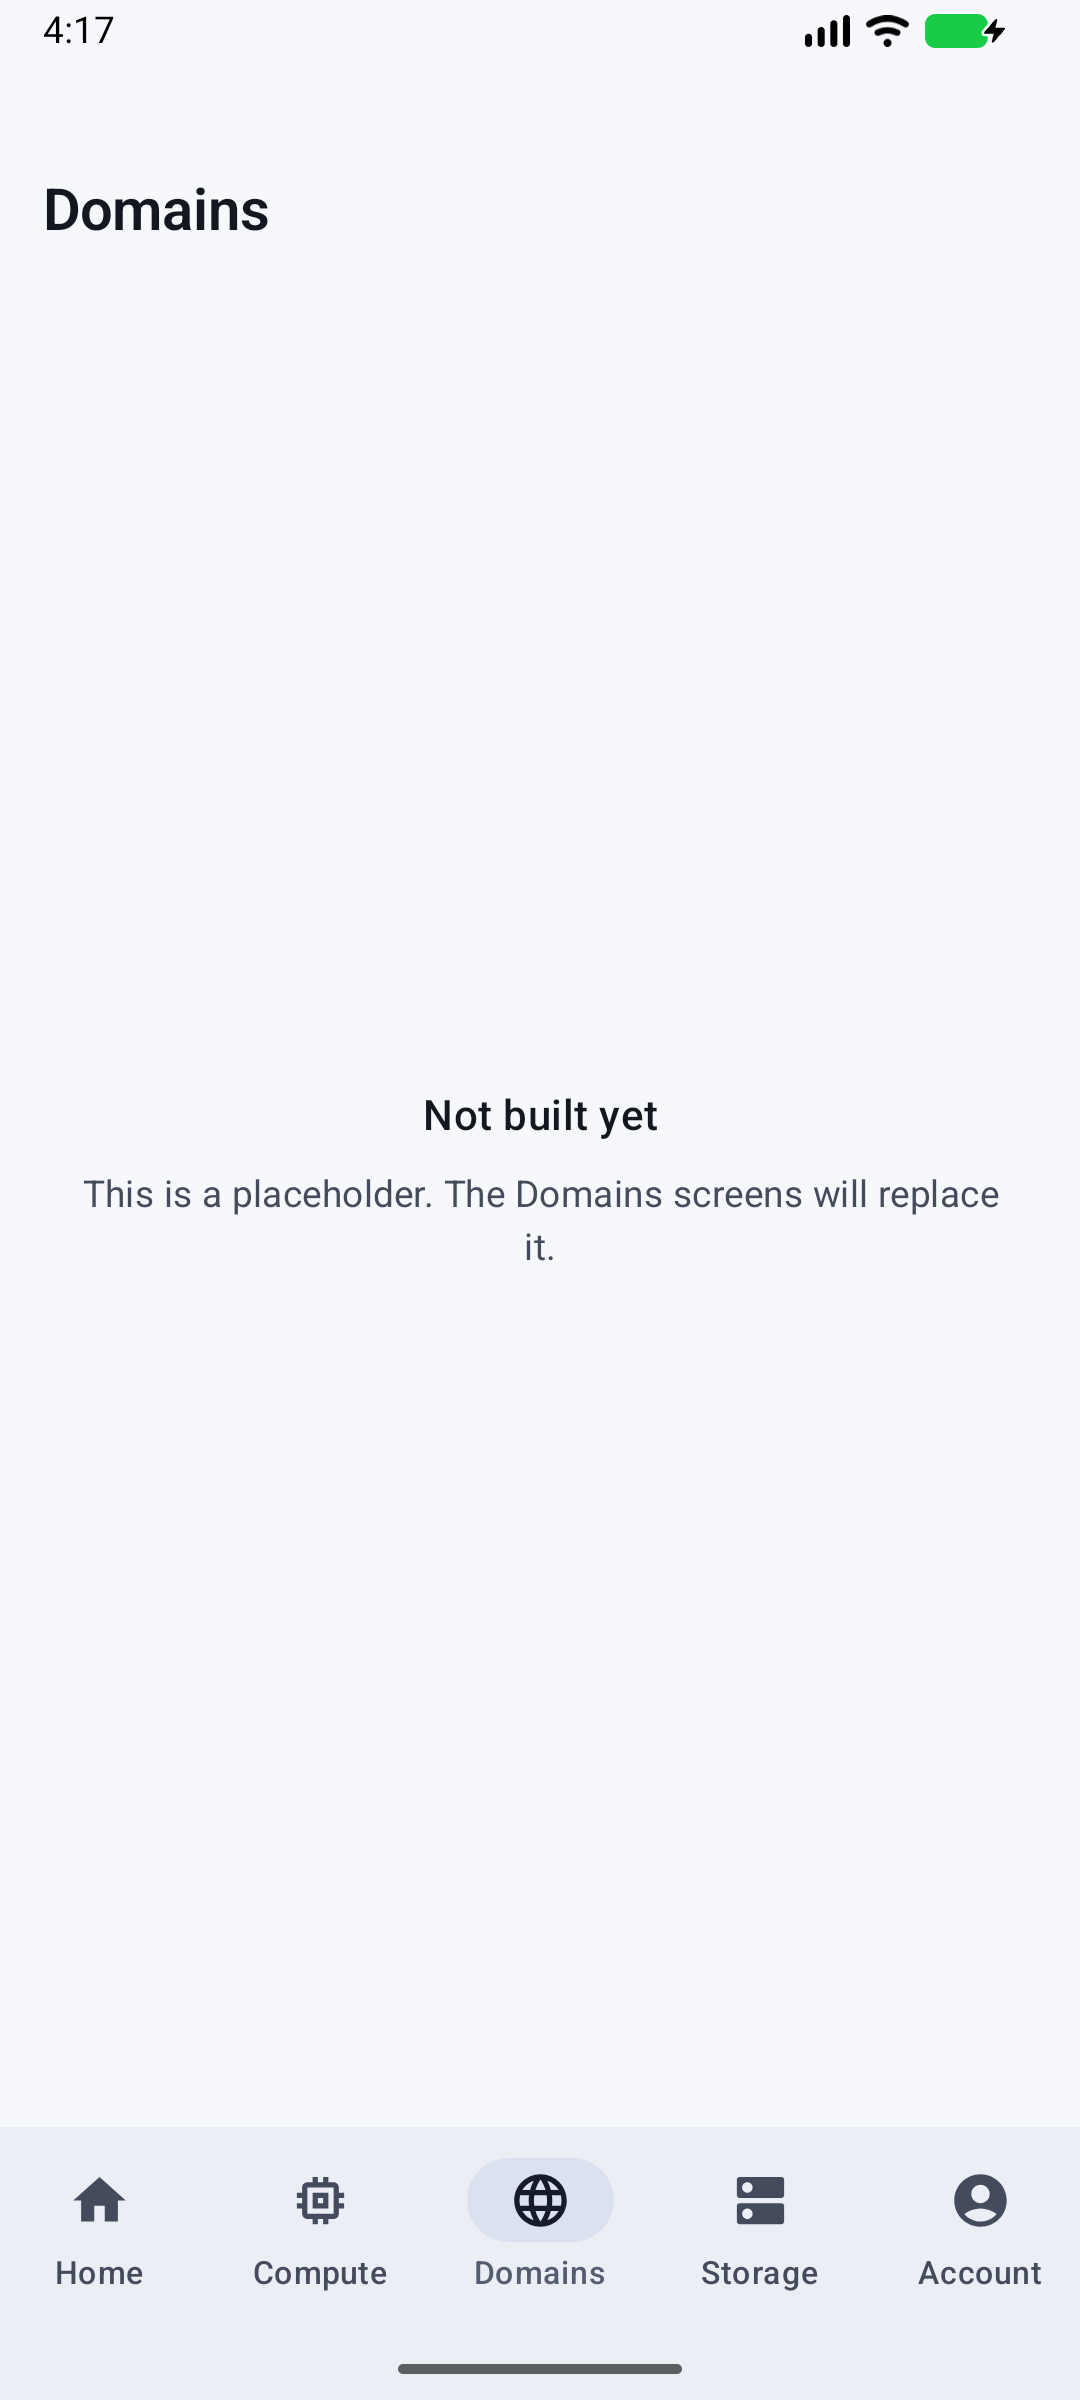 4:17
Domains
Not built yet
This is a placeholder. The Domains screens will replace
it.
Home
Compute
Domains
Storage
Account